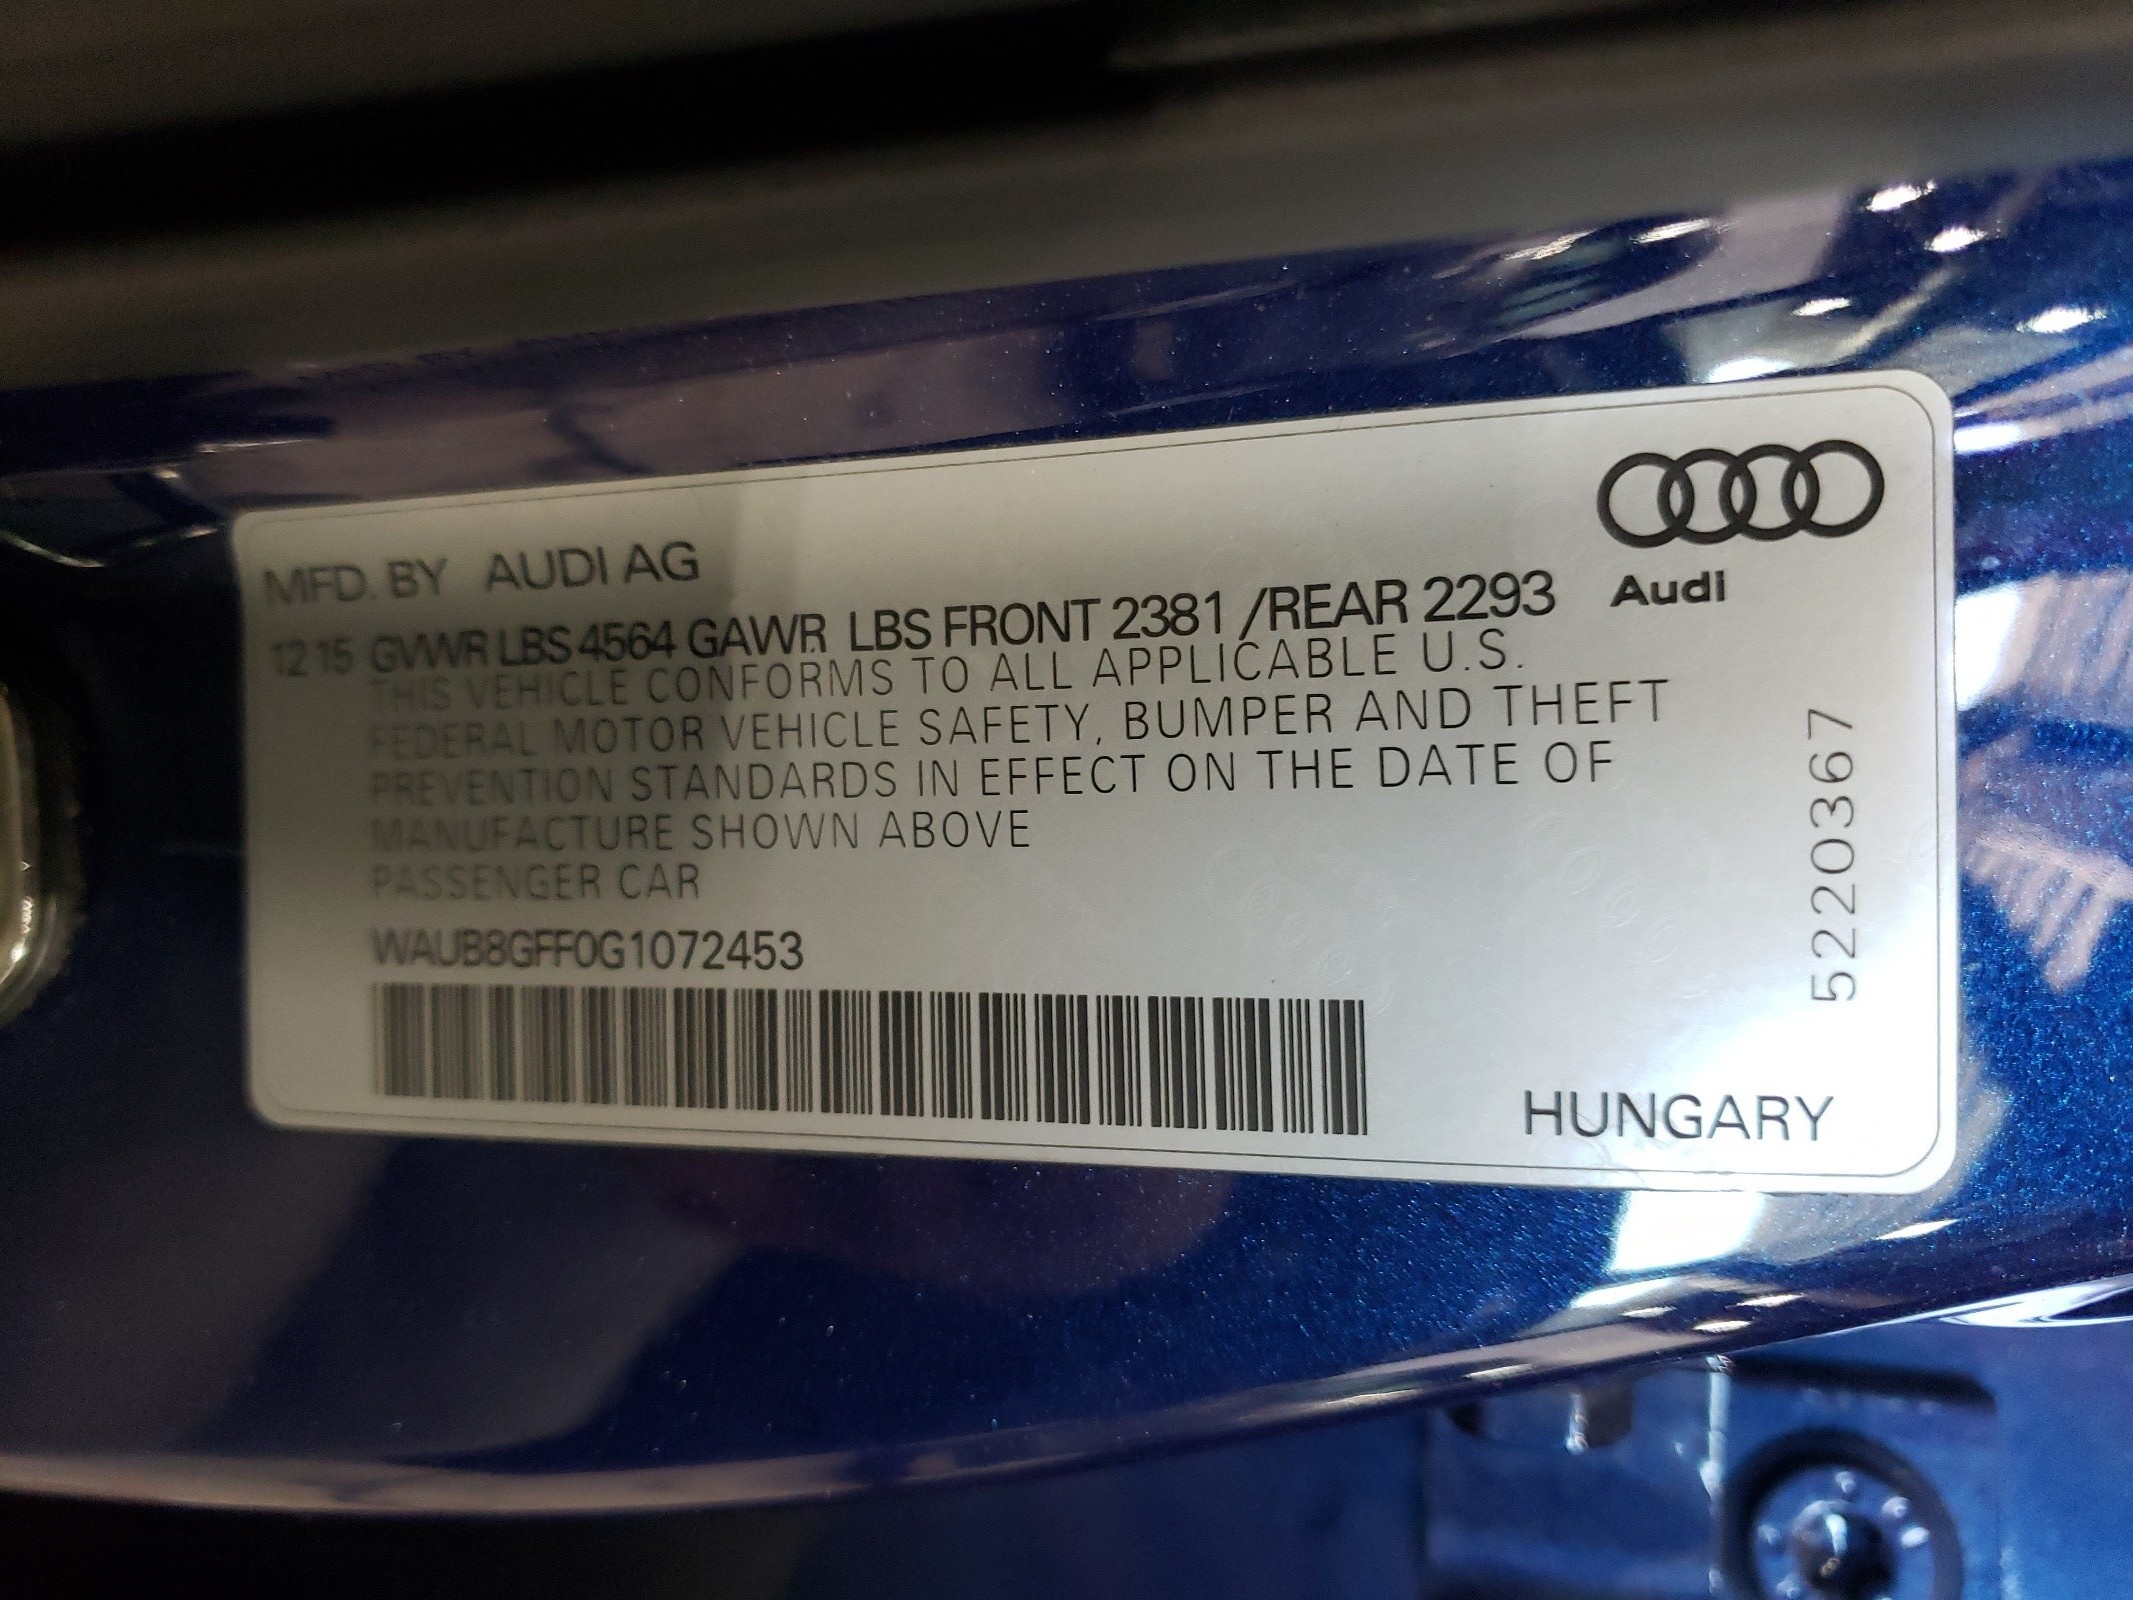 MFD. BY AUDI AG
12 15 GVWR LBS 4564 GAWR LBS FRONT 2381 /REAR 2293
THIS VEHICLE CONFORMS TO ALL APPLICABLE U.S.
FEDERAL MOTOR VEHICLE SAFETY, BUMPER AND THEFT
PREVENTION STANDARDS IN EFFECT ON THE DATE OF
MANUFACTURE SHOWN ABOVE
PASSENGER CAR
WAUB8GFF0G1072453
Audi
5220367
HUNGARY